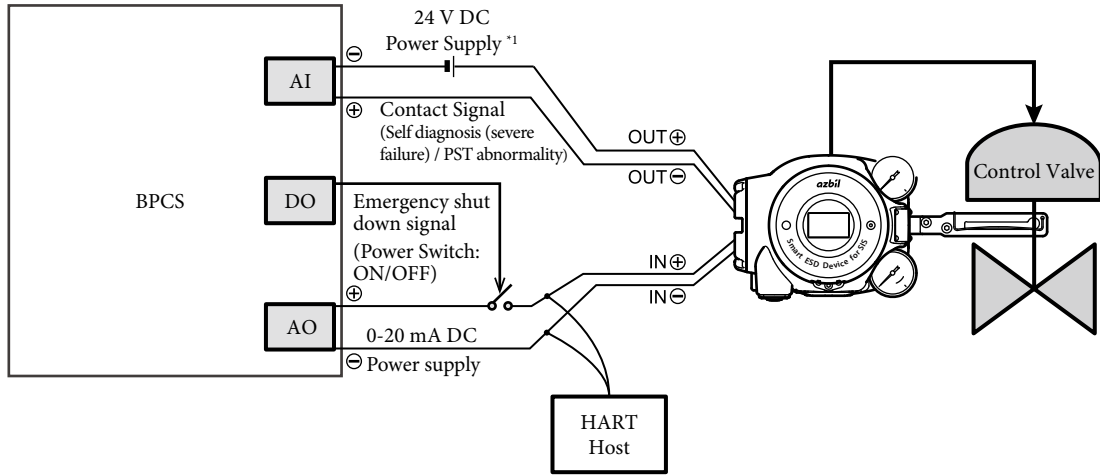 24 V DC
Power Supply *1
⊖
AI
⊕
Contact Signal
(Self diagnosis (severe
failure) / PST abnormality)
OUT⊕
OUT⊖
azbil
Smart ESD Device for SIS
Control Valve
BPCS
DO
Emergency shut
down signal
(Power Switch:
ON/OFF)
IN⊕
IN⊖
⊕
AO
0-20 mA DC
⊖ Power supply
HART
Host